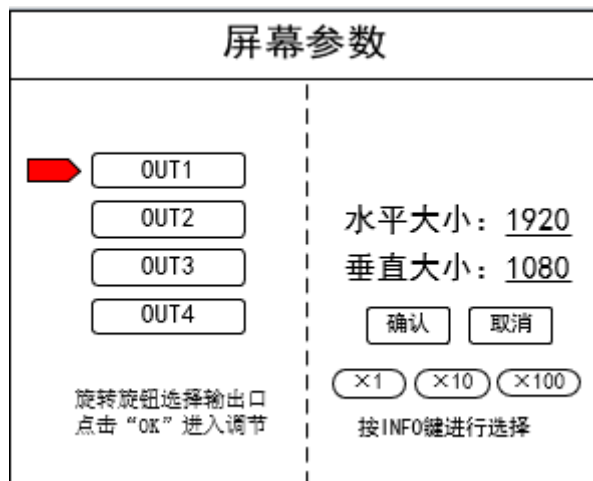 屏幕参数
OUT1
OUT2
OUT3
OUT4
旋转旋钮选择输出口
点击“OK”进入调节
水平大小：1920
垂直大小：1080
确认 取消
×1 ×10 ×100
按INFO键进行选择